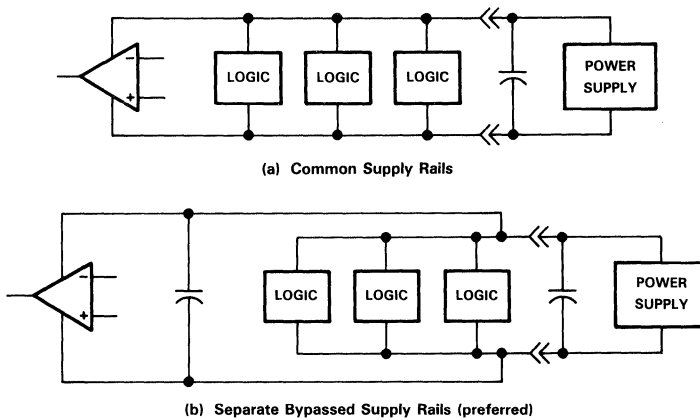 −
+
LOGIC
LOGIC
LOGIC
POWER
SUPPLY
(a) Common Supply Rails
−
+
LOGIC
LOGIC
LOGIC
POWER
SUPPLY
(b) Separate Bypassed Supply Rails (preferred)